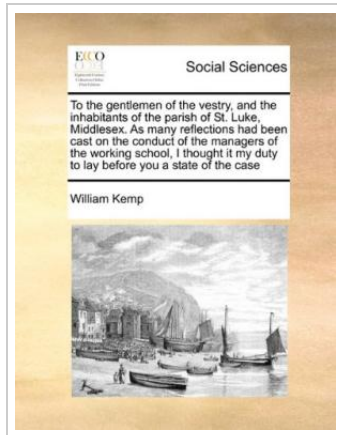 ECCO
Social Sciences
To the gentlemen of the vestry, and the
inhabitants of the parish of St. Luke,
Middlesex. As many reflections had been
cast on the conduct of the managers of
the working school, I thought it my duty
to lay before you a state of the case
William Kemp